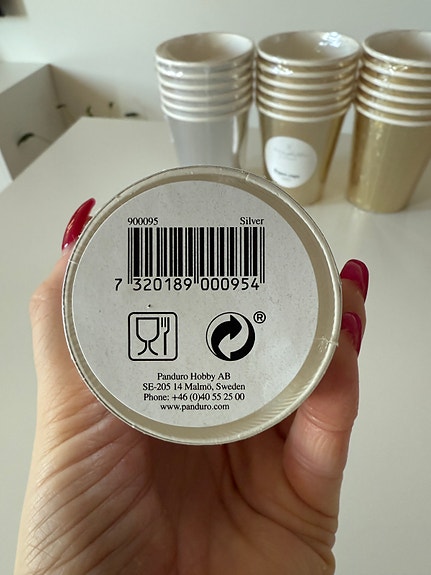 900095 Silver
7 320189 000954
®
Panduro Hobby AB
SE-205 14 Malmö, Sweden
Phone: +46 (0)40 55 25 00
www.panduro.com